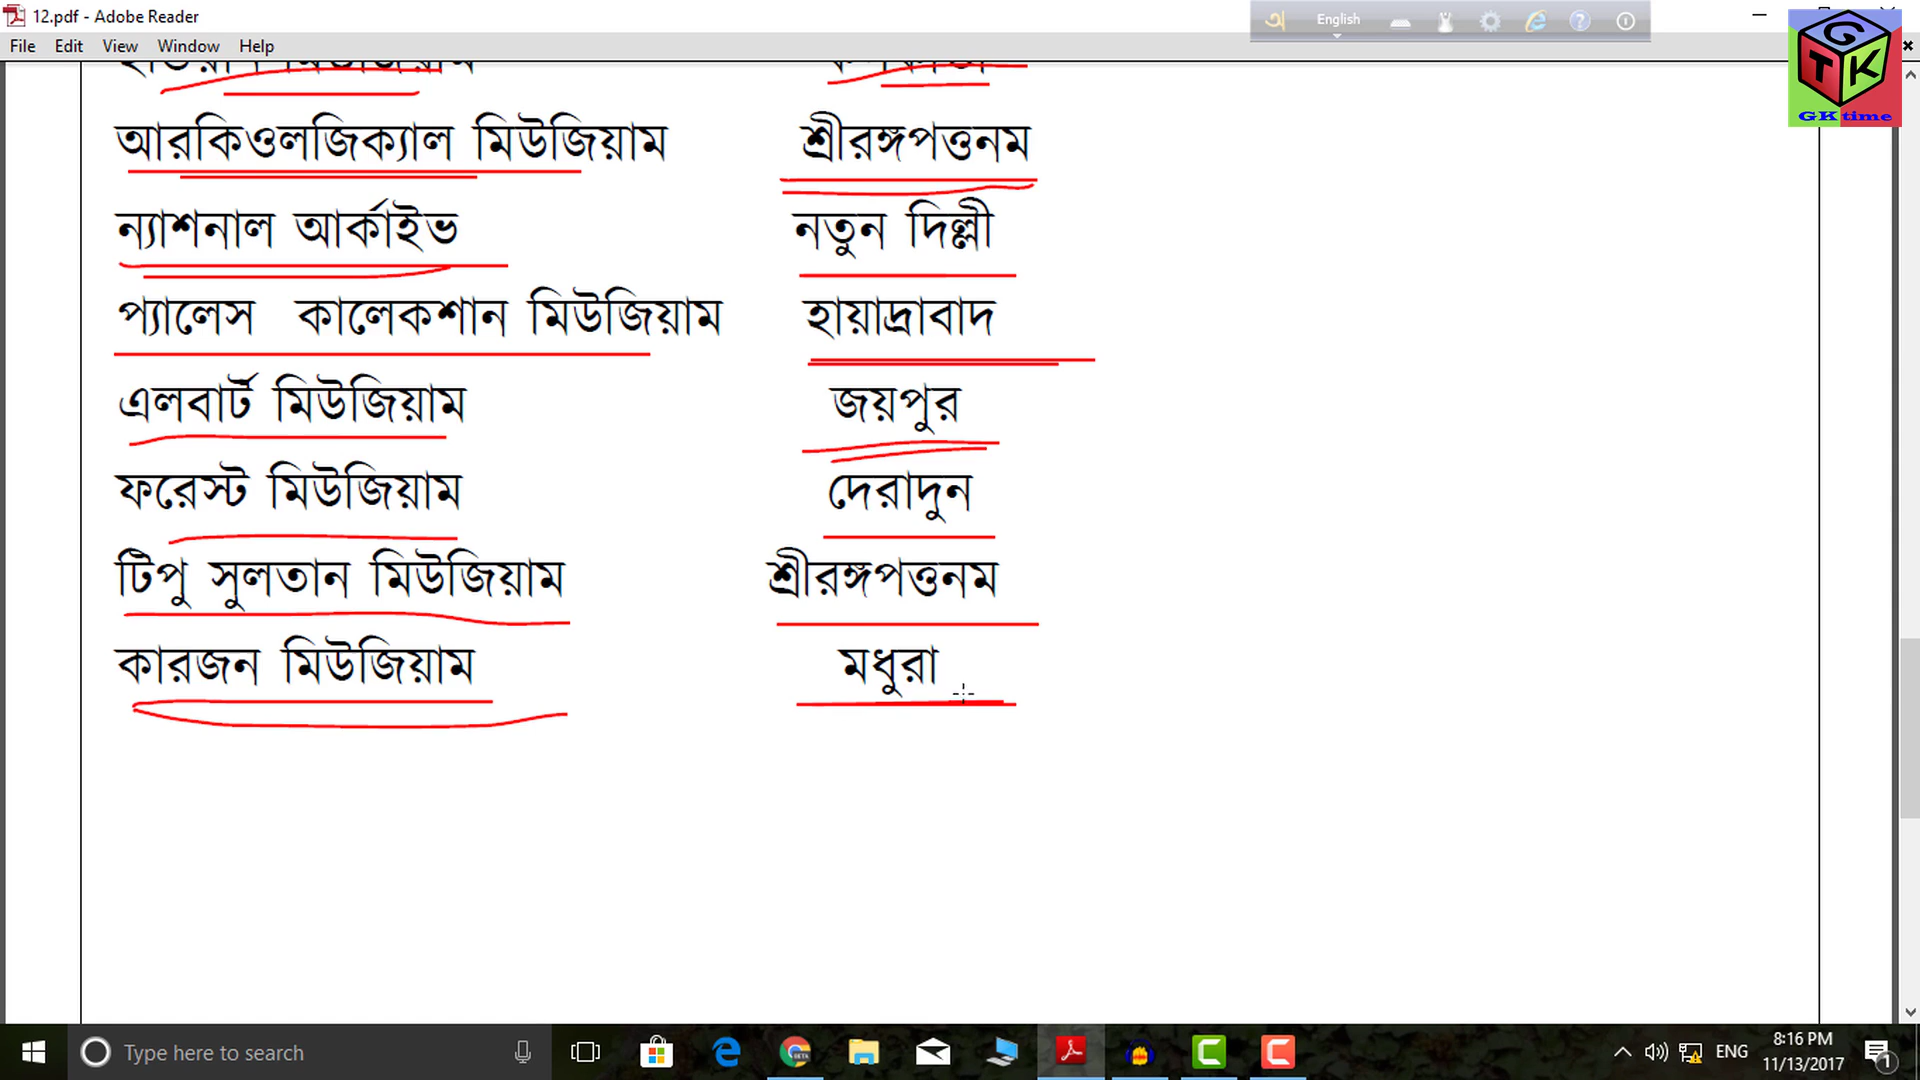 12.pdf - Adobe Reader
English
File Edit View Window Help
GTK
GK time
আরকিওলজিক্যাল মিউজিয়াম শ্রীরঙ্গপত্তনম
ন্যাশনাল আর্কাইভ নতুন দিল্লী
প্যালেস কালেকশান মিউজিয়াম হায়াদ্রাবাদ
এলবার্ট মিউজিয়াম জয়পুর
ফরেস্ট মিউজিয়াম দেরাদুন
টিপু সুলতান মিউজিয়াম শ্রীরঙ্গপত্তনম
কারজন মিউজিয়াম মধুরা
Type here to search
ENG
8:16 PM
11/13/2017
1